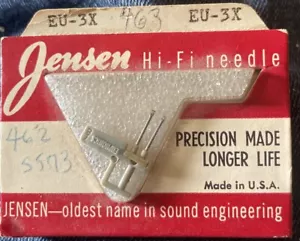 EU-3X 463 EU-3X
Jensen Hi-Fi needle
462
5573
PRECISION MADE
LONGER LIFE
Made in U.S.A.
JENSEN—oldest name in sound engineering